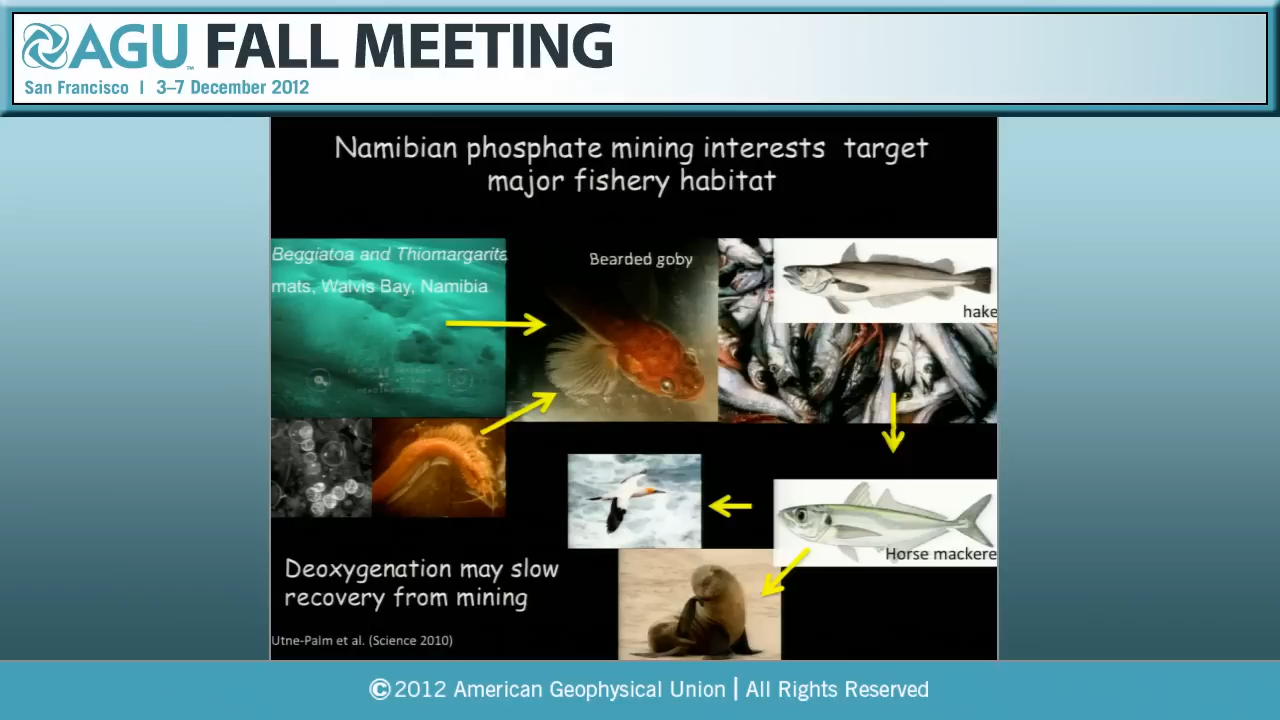 AGU FALL MEETING
San Francisco | 3–7 December 2012
Namibian phosphate mining interests target
major fishery habitat
Beggiatoa and Thiomargarita
mats, Walvis Bay, Namibia
Bearded goby
hake
Horse mackere
Deoxygenation may slow
recovery from mining
Utne-Palm et al. (Science 2010)
©2012 American Geophysical Union | All Rights Reserved